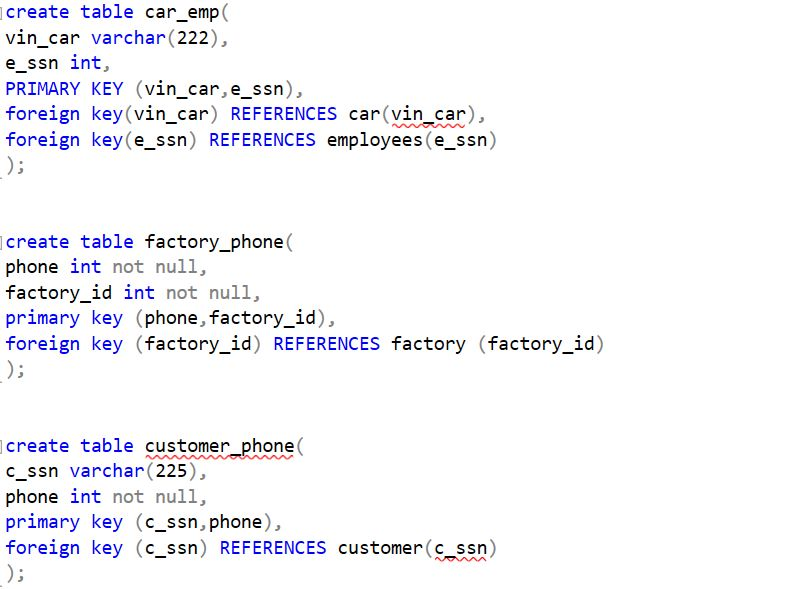 create table car_emp(
vin_car varchar(222),
e_ssn int,
PRIMARY KEY (vin_car,e_ssn),
foreign key(vin_car) REFERENCES car(vin_car),
foreign key(e_ssn) REFERENCES employees(e_ssn)
);
create table factory_phone(
phone int not null,
factory_id int not null,
primary key (phone,factory_id),
foreign key (factory_id) REFERENCES factory (factory_id)
);
create table customer_phone(
c_ssn varchar(225),
phone int not null,
primary key (c_ssn,phone),
foreign key (c_ssn) REFERENCES customer(c_ssn)
);